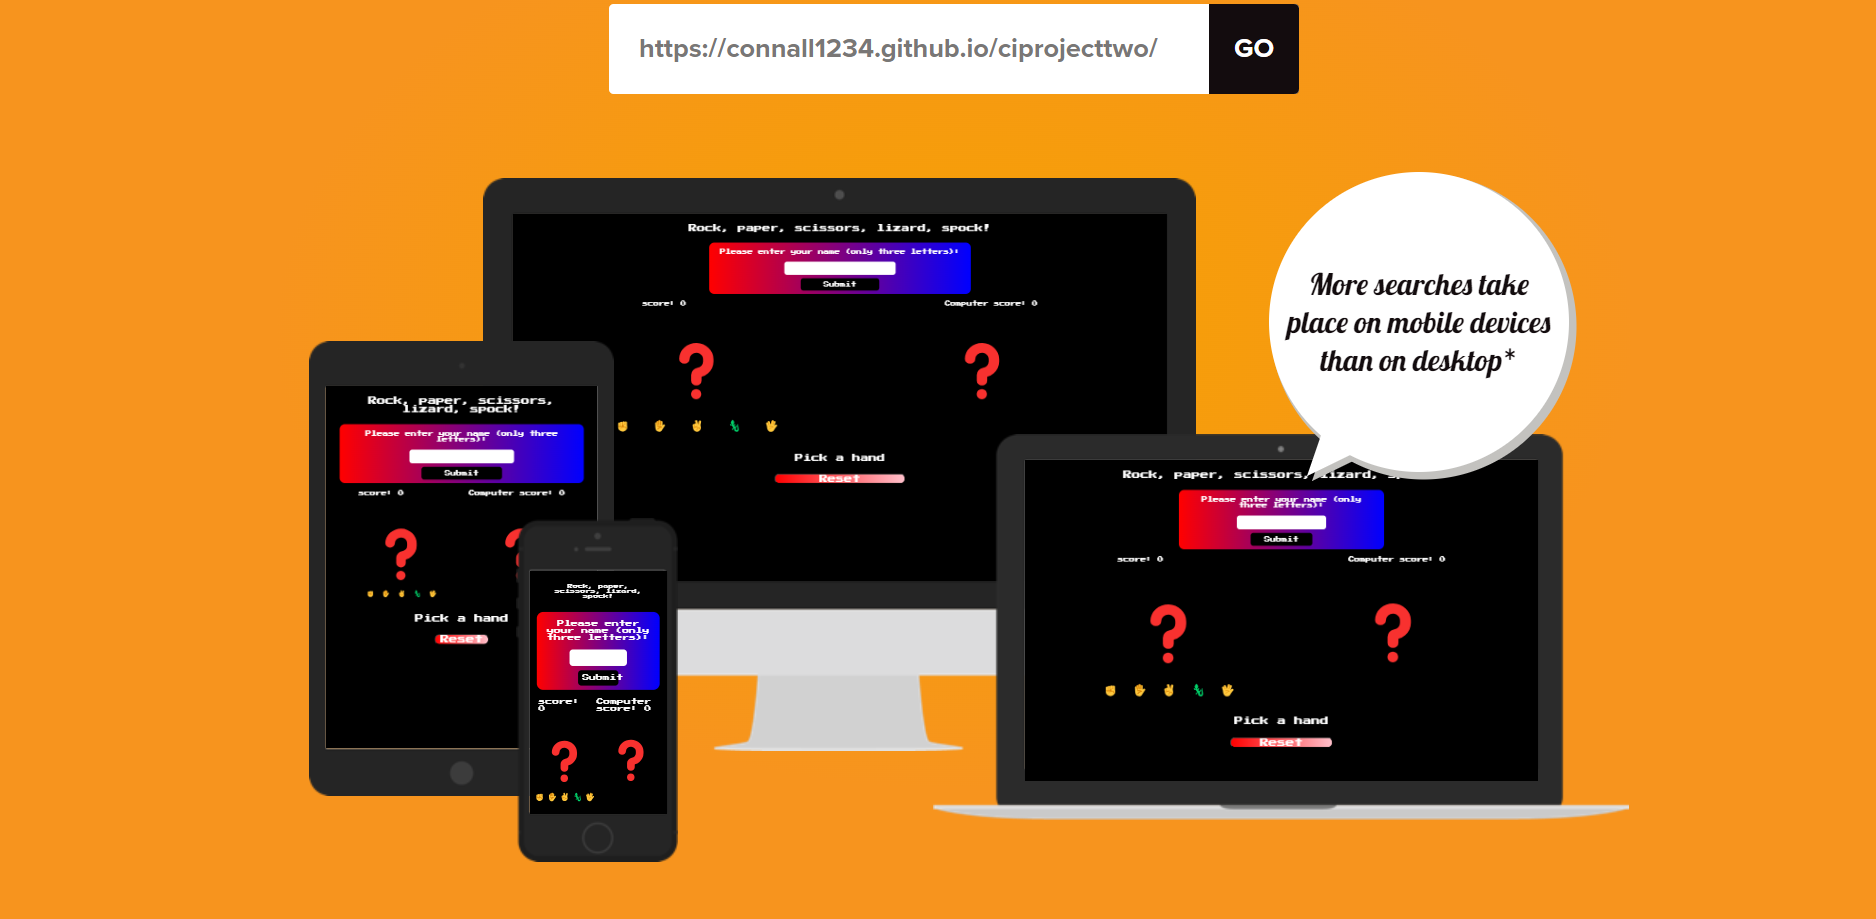 https://connall1234.github.io/ciprojecttwo/
GO
Rock, paper, scissors, lizard, spock!
Please enter your name (only three letters):
Submit
score: 0
Computer score: 0
Pick a hand
Reset
More searches take
place on mobile devices
than on desktop*
Rock, paper, scissors,
lizard, spock!
Please enter your name (only three
letters):
Submit
score: 0
Computer score: 0
Pick a hand
Reset
Rock, paper,
scissors, lizard,
spock!
Please enter
your name (only
three letters):
Submit
score:
0
Computer
score: 0
Rock, paper, scissors, lizard,
Please enter your name (only
three letters):
Submit
score: 0
Computer score: 0
Pick a hand
Reset